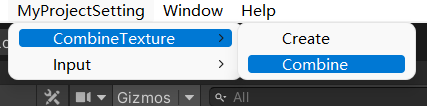 MyProjectSetting Window Help
CombineTexture > Create
Input > Combine
Gizmos All